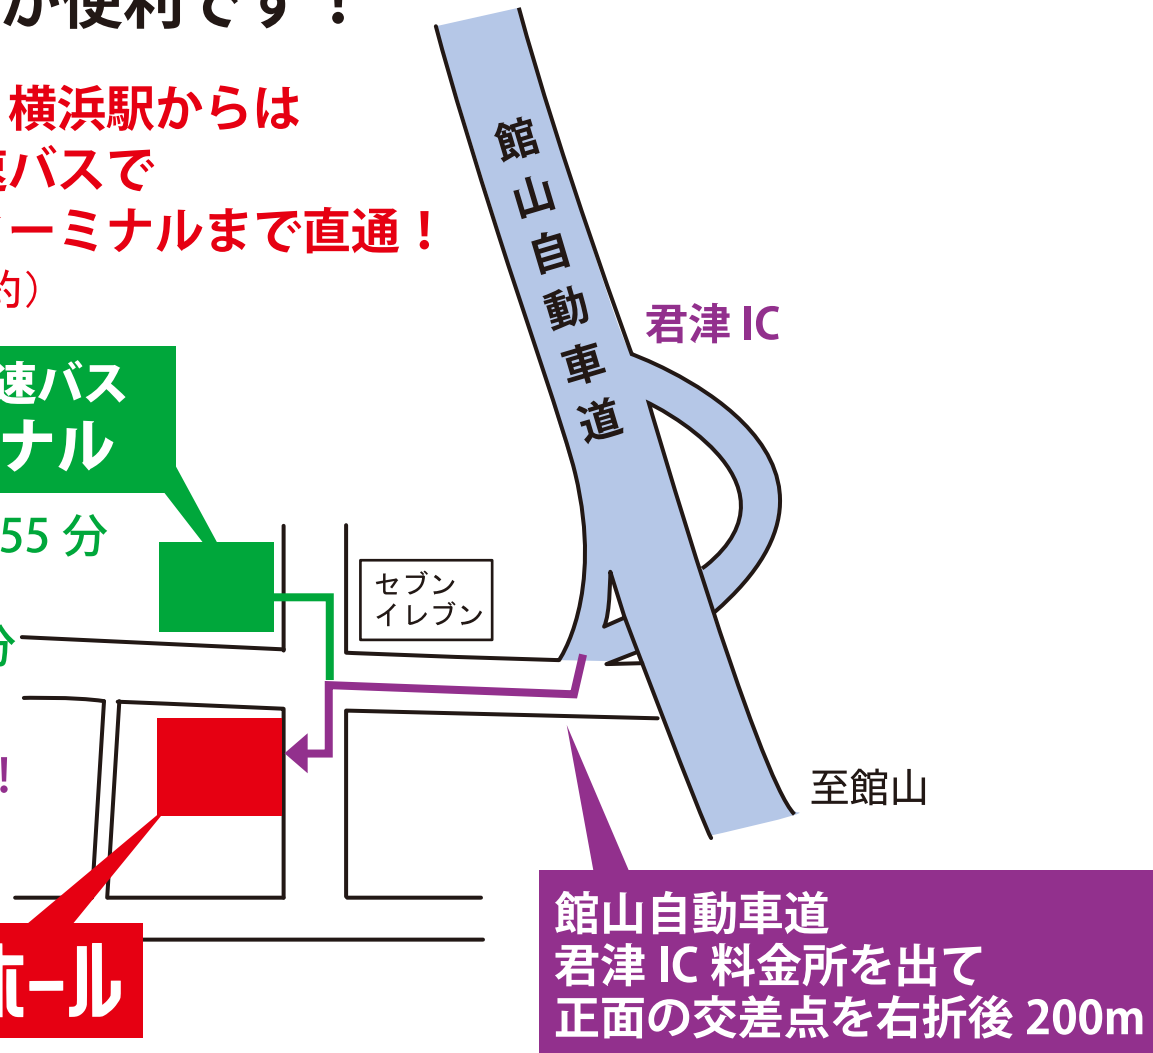 が便利です！
横浜駅からは
速バスで
ーミナルまで直通！
約）
館山自動車道
君津 IC
速バス
ナル
55 分
セブン
イレブン
分
！
至館山
館山自動車道
君津 IC 料金所を出て
正面の交差点を右折後 200m
ホール